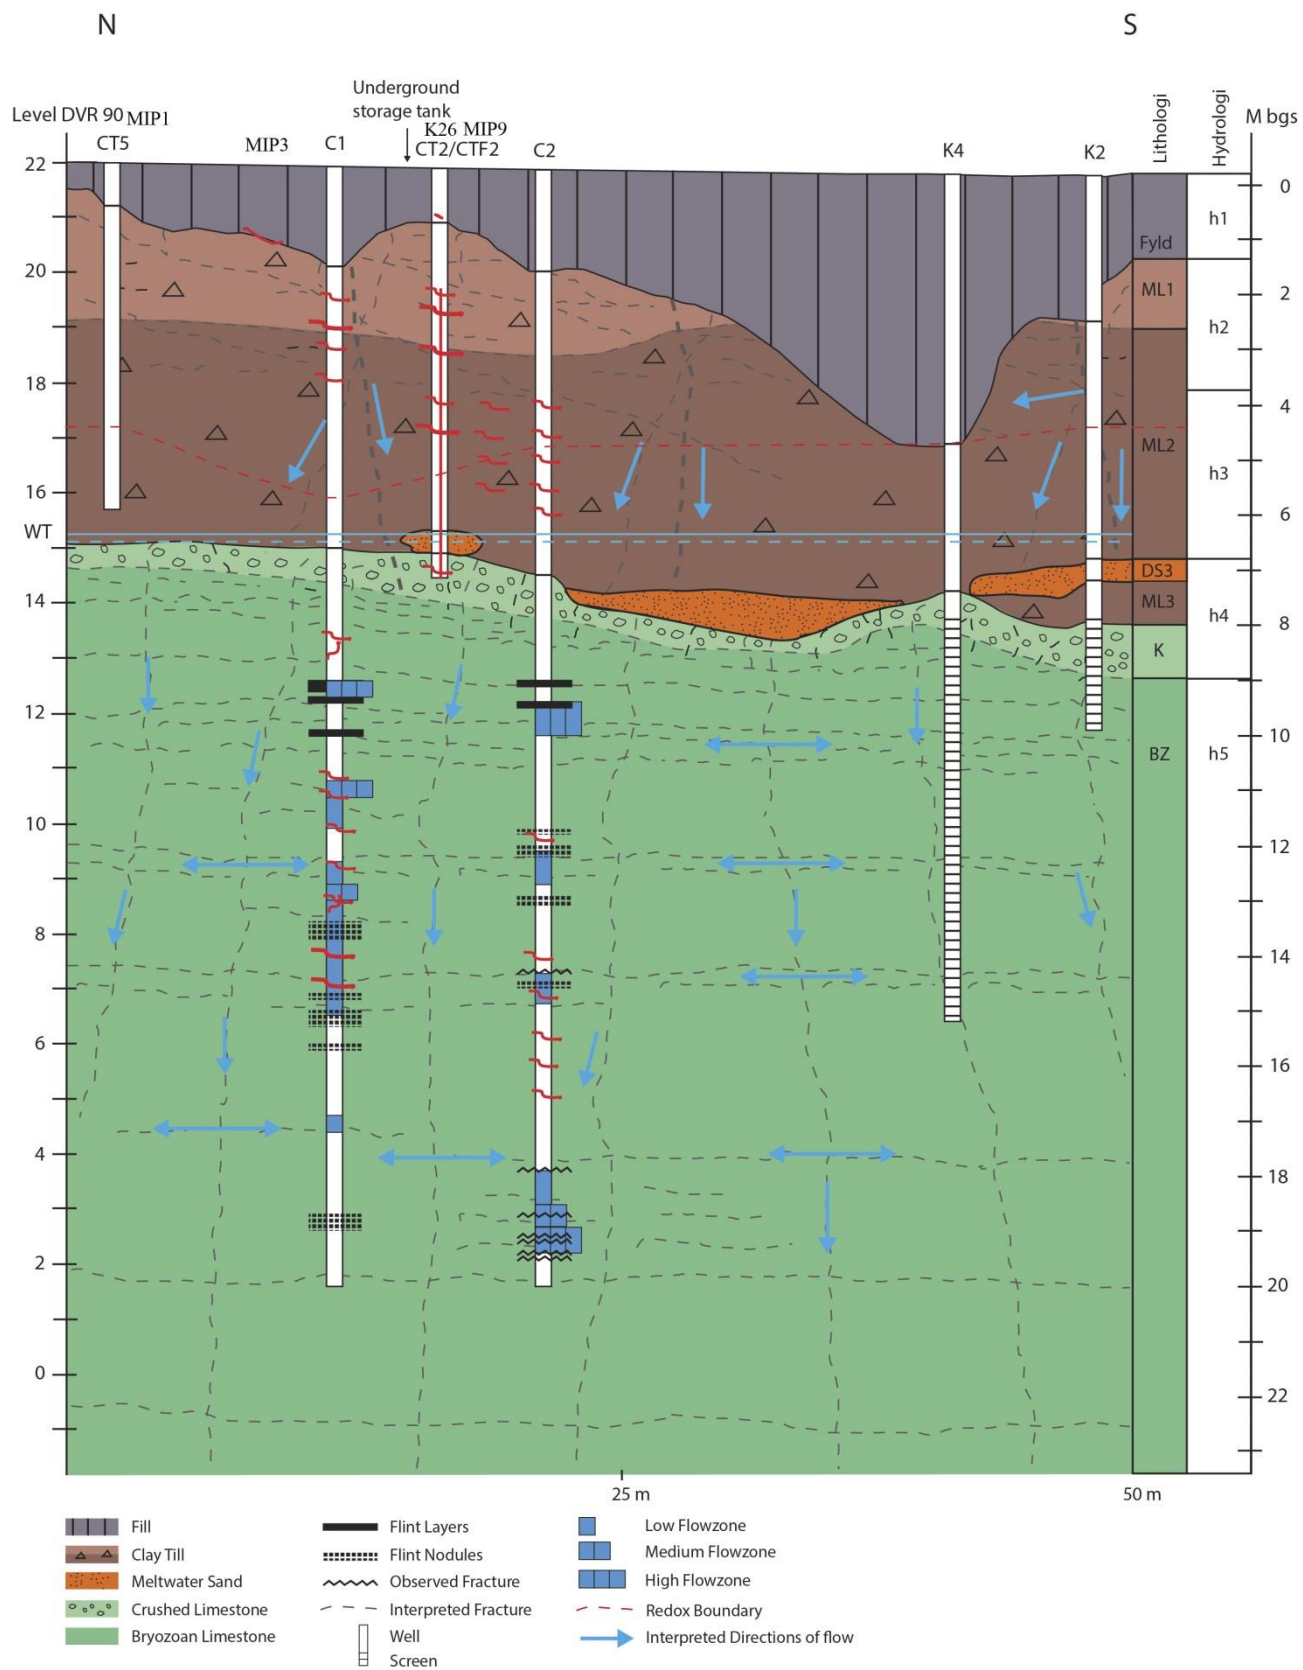 N
S
Underground
storage tank
Level DVR 90 MIP1
CT5
MIP3
C1
K26 MIP9
CT2/CTF2
C2
K4
K2
Lithologi
Hydrologi
M bgs
22
20
18
16
WT
14
12
10
8
6
4
2
0
Fyld
ML1
ML2
DS3
ML3
K
BZ
h1
h2
h3
h4
h5
0
2
4
6
8
10
12
14
16
18
20
22
25 m
50 m
Fill
Clay Till
Meltwater Sand
Crushed Limestone
Bryozoan Limestone
Flint Layers
Flint Nodules
Observed Fracture
Interpreted Fracture
Well
Screen
Low Flowzone
Medium Flowzone
High Flowzone
Redox Boundary
Interpreted Directions of flow